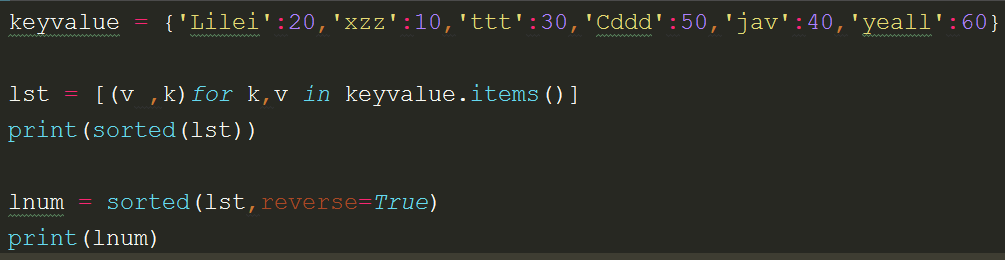 keyvalue = {'Lilei':20,'xzz':10,'ttt':30,'Cddd':50,'jav':40,'yeall':60}
lst = [(v ,k)for k,v in keyvalue.items()]
print(sorted(lst))
lnum = sorted(lst,reverse=True)
print(lnum)